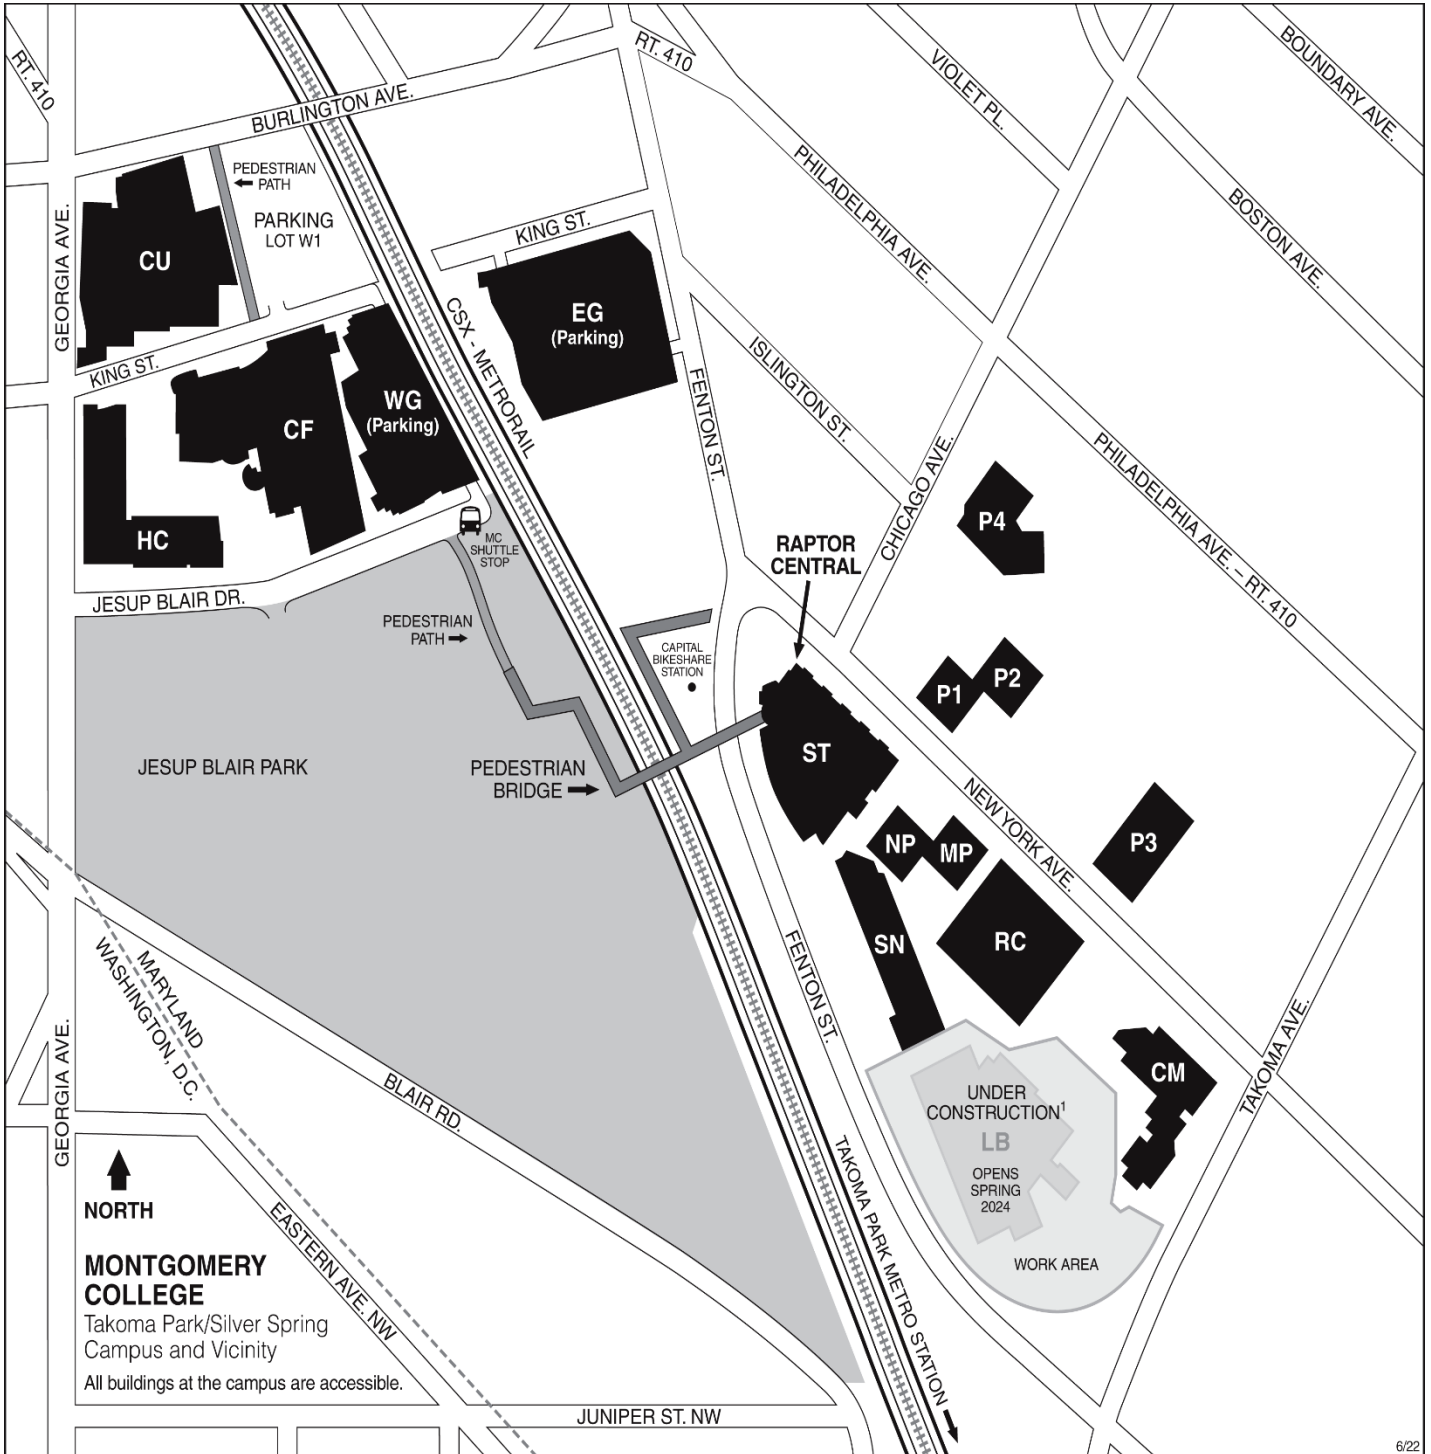 RT. 410
BURLINGTON AVE.
RT. 410
VIOLET PL.
BOUNDARY AVE.
PEDESTRIAN
PATH
PARKING
LOT W1
GEORGIA AVE.
CU
KING ST.
PHILADELPHIA AVE.
BOSTON AVE.
EG
(Parking)
CSX - METRORAIL
KING ST.
CF
WG
(Parking)
FENTON ST.
ISLINGTON ST.
CHICAGO AVE.
PHILADELPHIA AVE. – RT. 410
HC
MC
SHUTTLE
STOP
RAPTOR
CENTRAL
P4
JESUP BLAIR DR.
PEDESTRIAN
PATH
CAPITAL
BIKESHARE
STATION
P1
P2
JESUP BLAIR PARK
PEDESTRIAN
BRIDGE
ST
NEW YORK AVE.
NP
MP
P3
SN
RC
MARYLAND
WASHINGTON, D.C.
FENTON ST.
GEORGIA AVE.
BLAIR RD.
CM
TAKOMA AVE.
UNDER
CONSTRUCTION¹
LB
OPENS
SPRING
2024
WORK AREA
TAKOMA PARK METRO STATION
NORTH
EASTERN AVE. NW
MONTGOMERY
COLLEGE
Takoma Park/Silver Spring
Campus and Vicinity
All buildings at the campus are accessible.
JUNIPER ST. NW
6/22